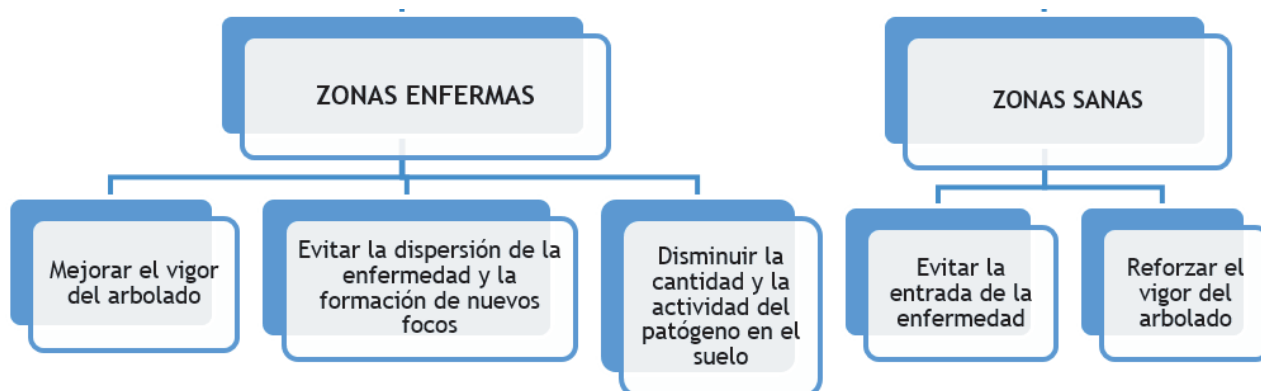 ZONAS ENFERMAS
ZONAS SANAS
Mejorar el vigor
del arbolado
Evitar la dispersión de la
enfermedad y la
formación de nuevos
focos
Disminuir la
cantidad y la
actividad del
patógeno en el
suelo
Evitar la
entrada de la
enfermedad
Reforzar el
vigor del
arbolado